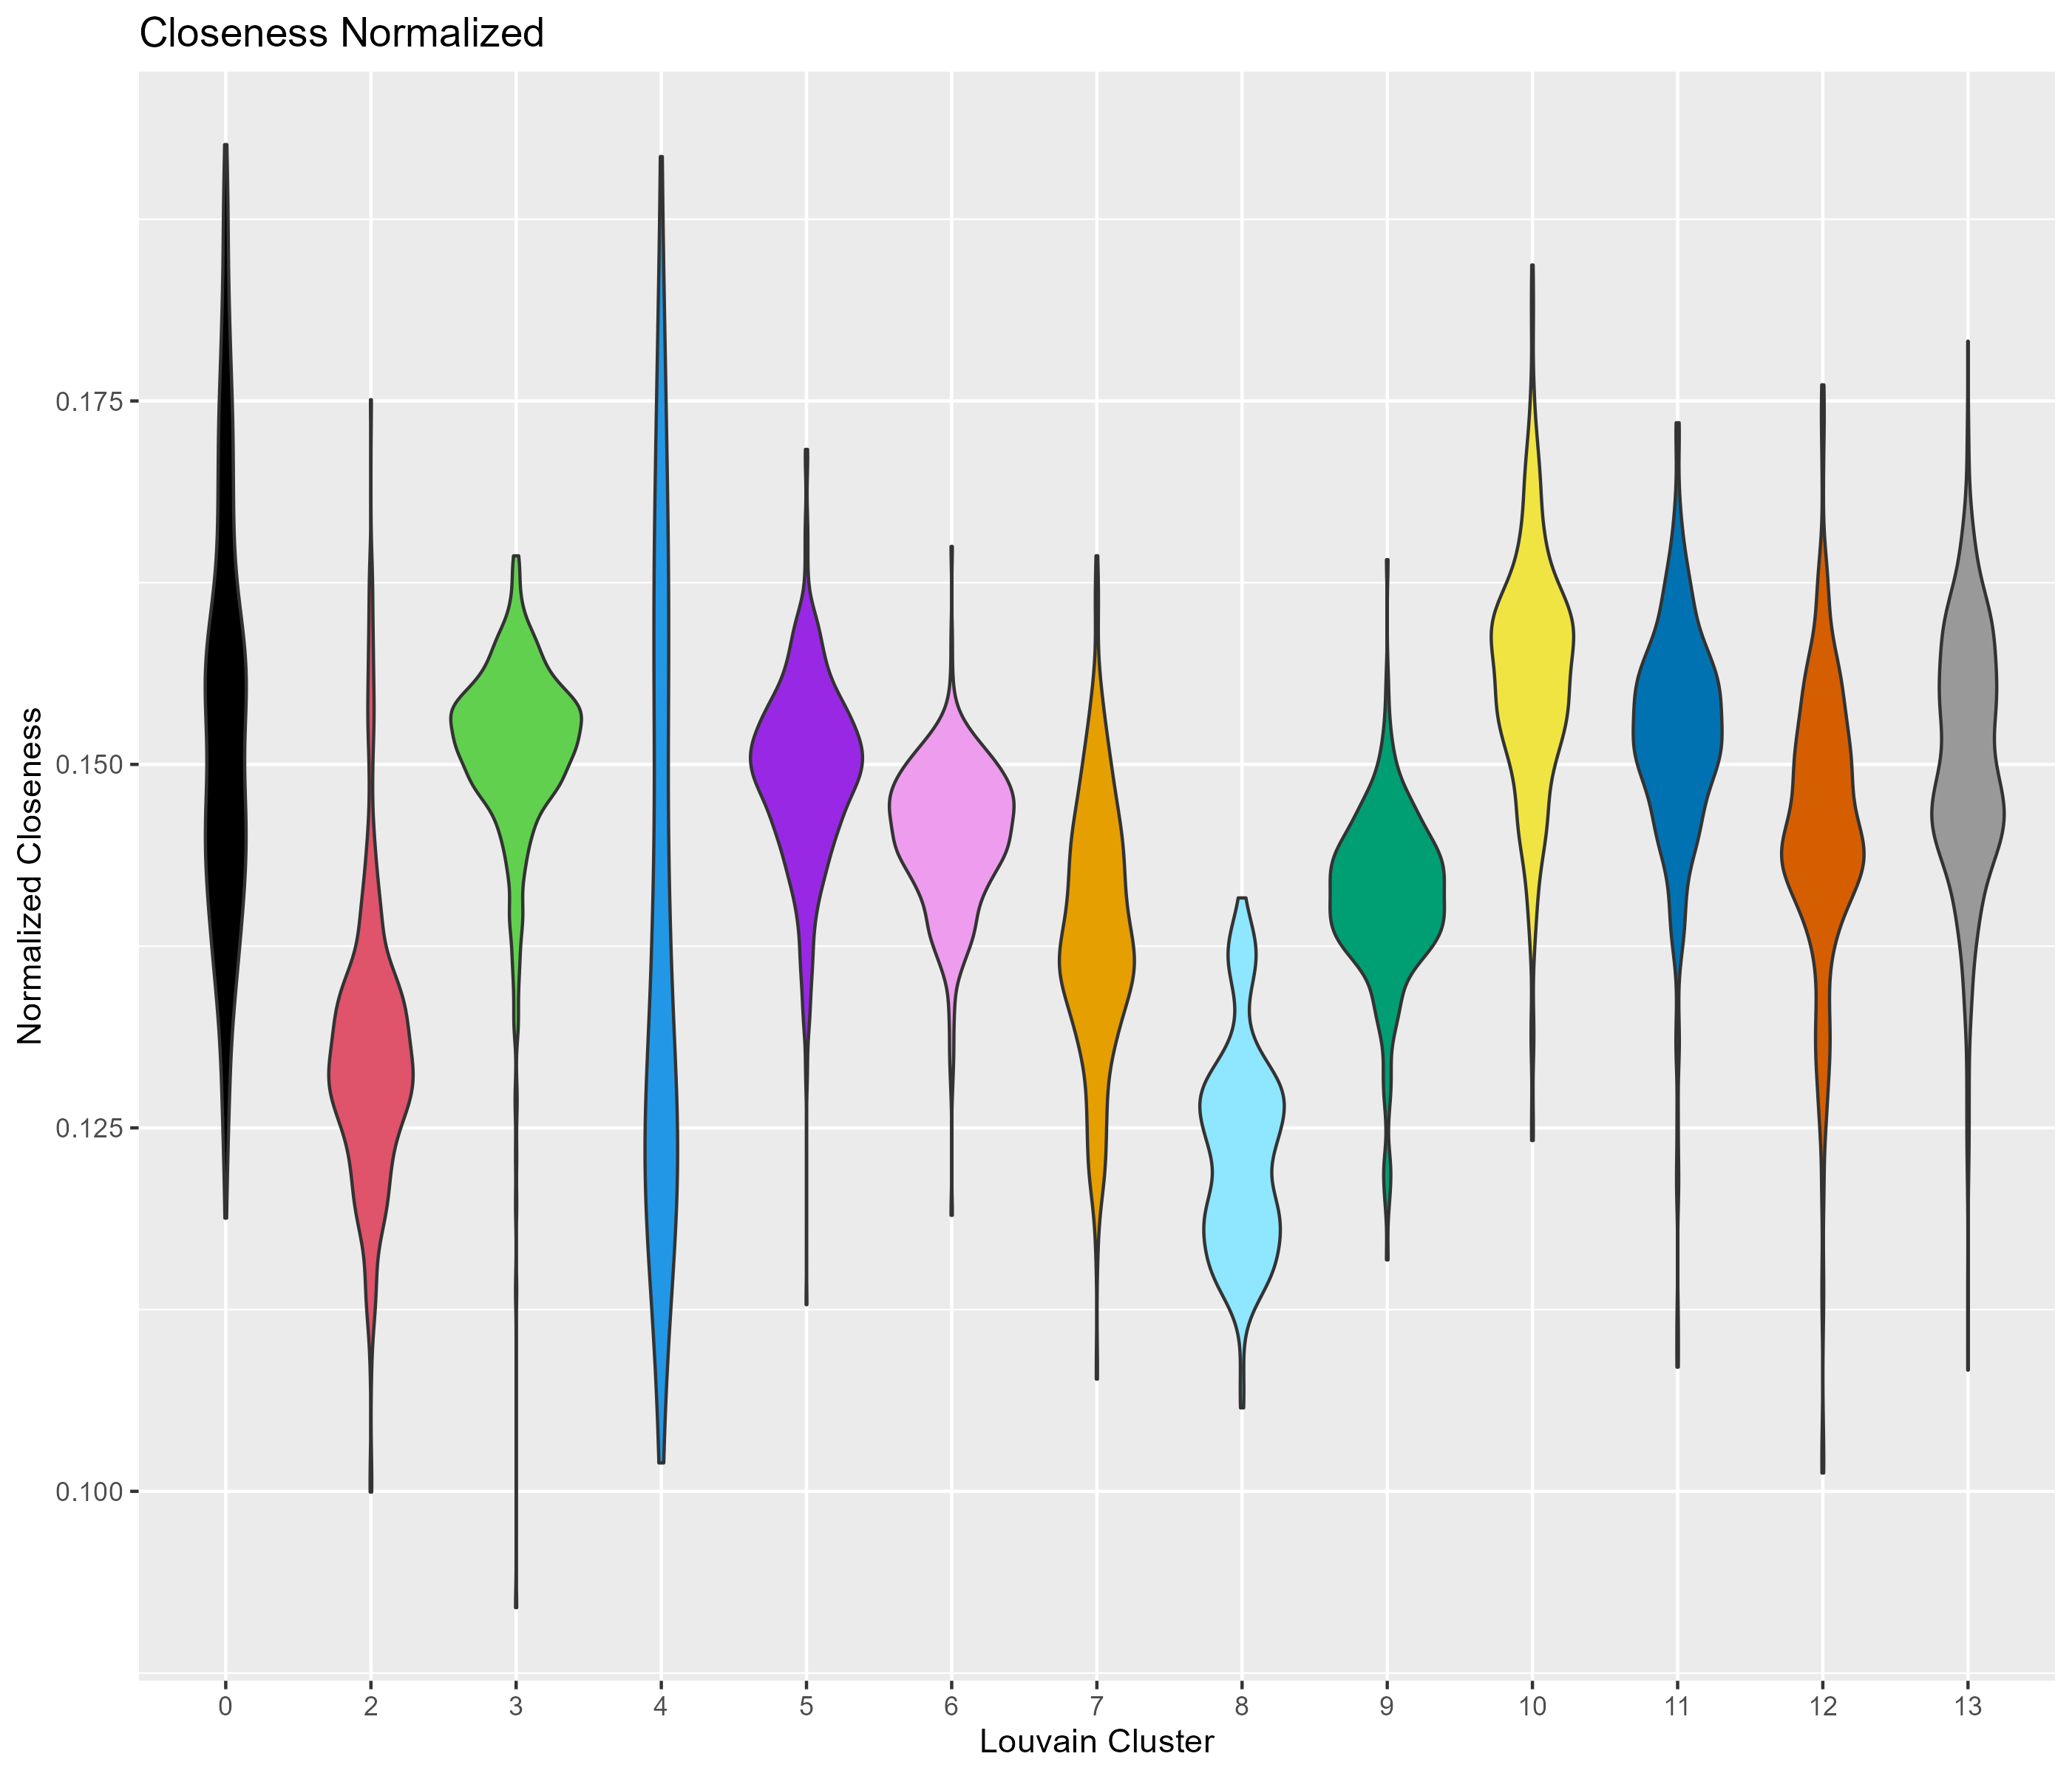 Closeness Normalized
Normalized Closeness
0.175
0.150
0.125
0.100
0 2 3 4 5 6 7 8 9 10 11 12 13
Louvain Cluster